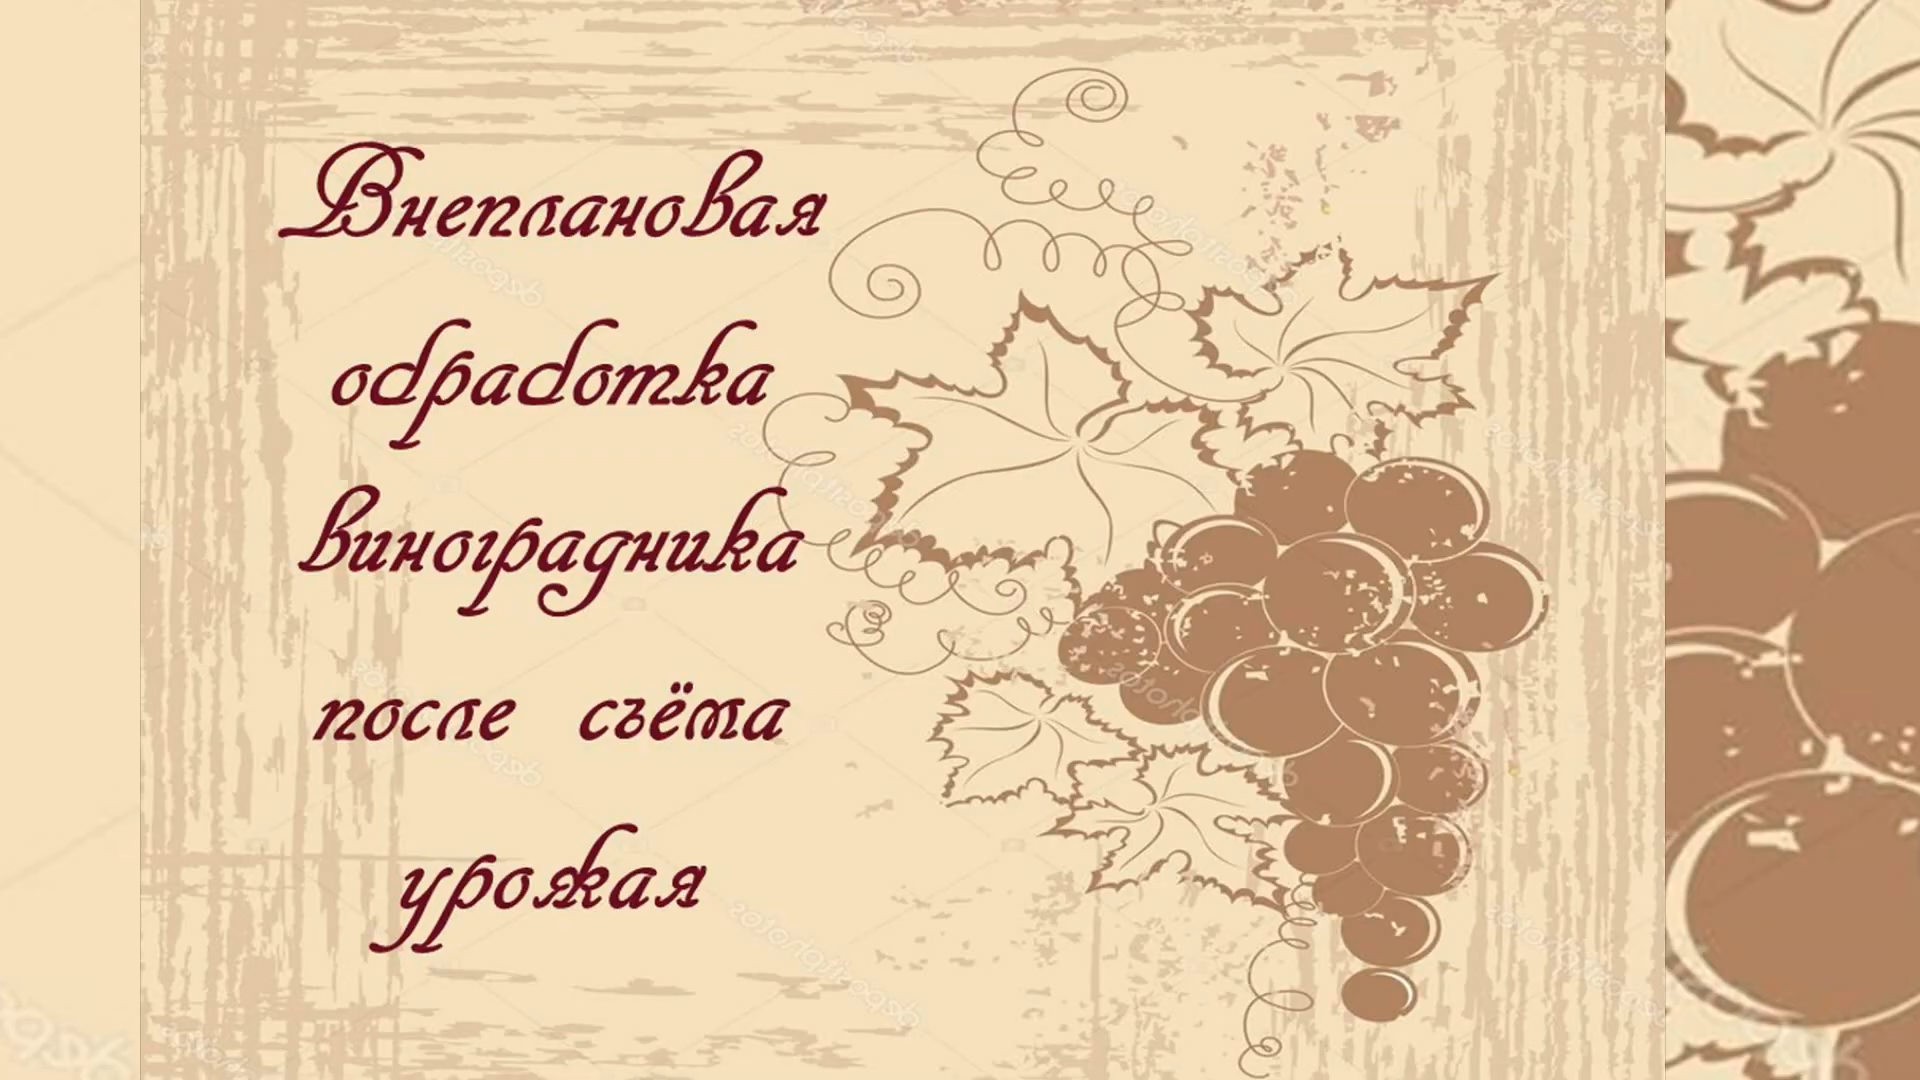 Внеплановая
обработка
виноградника
после съёма
урожая